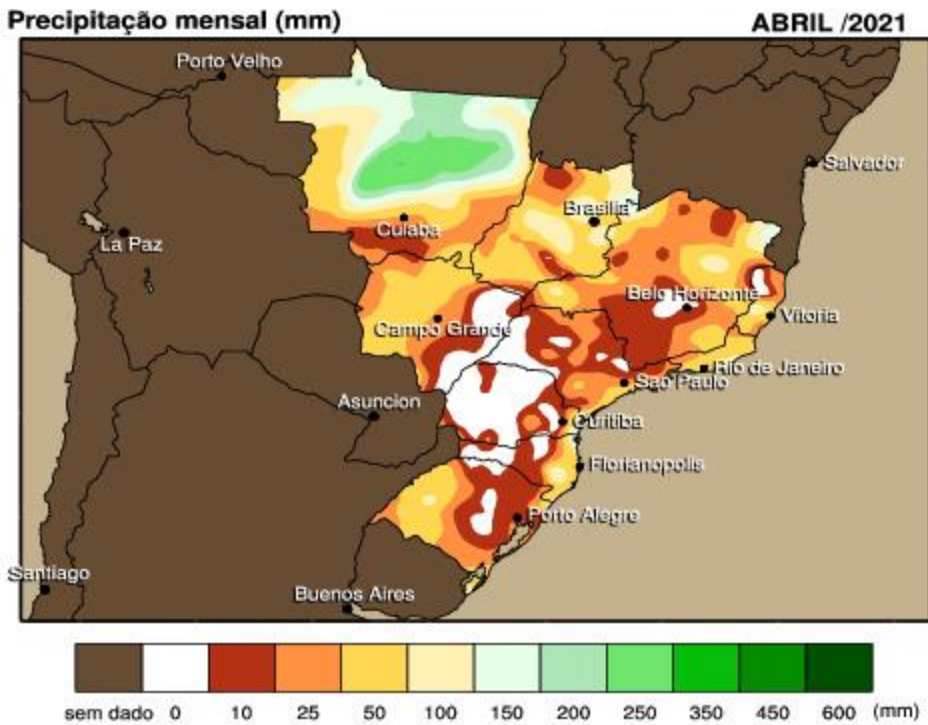 Precipitação mensal (mm)
ABRIL /2021
Porto Velho
Salvador
Brasilia
Cuiaba
La Paz
Belo Horizonte
Vitoria
Campo Grande
Rio de Janeiro
Sao Paulo
Asuncion
Curitiba
Florianopolis
Porto Alegre
Santiago
Buenos Aires
sem dado 0 10 25 50 100 150 200 250 350 450 600 (mm)